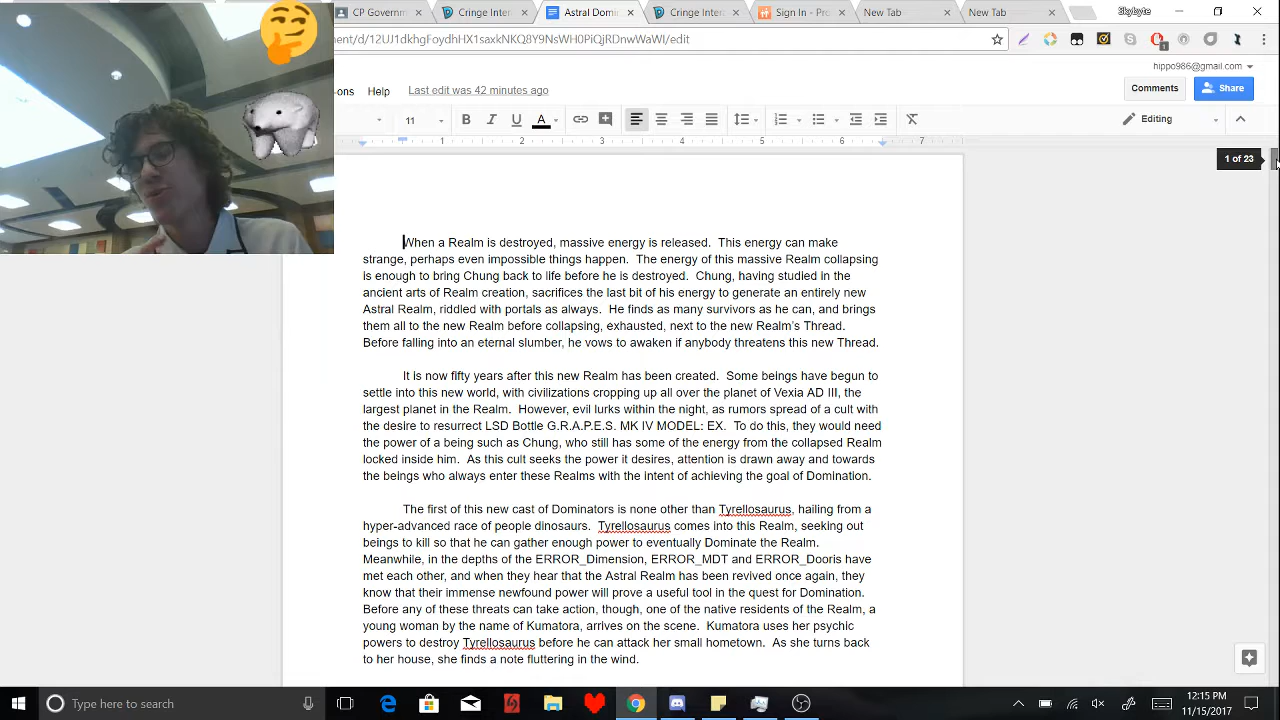 CP Governm
Cringe Inter
Astral Domi
Cringe Inter
Sign In - Pro
New Tab
New Tab
Skybyte
ment/d/12UJ1dkhgFoydhHX1saxkNKQ8Y9NsWH0PiQjRDnwWaWI/edit
hippo986@gmail.com
ons Help Last edit was 42 minutes ago
Comments Share
11 B I U A Editing
1 2 3 4 5 6 7
1 of 23
When a Realm is destroyed, massive energy is released. This energy can make
strange, perhaps even impossible things happen. The energy of this massive Realm collapsing
is enough to bring Chung back to life before he is destroyed. Chung, having studied in the
ancient arts of Realm creation, sacrifices the last bit of his energy to generate an entirely new
Astral Realm, riddled with portals as always. He finds as many survivors as he can, and brings
them all to the new Realm before collapsing, exhausted, next to the new Realm's Thread.
Before falling into an eternal slumber, he vows to awaken if anybody threatens this new Thread.
It is now fifty years after this new Realm has been created. Some beings have begun to
settle into this new world, with civilizations cropping up all over the planet of Vexia AD III, the
largest planet in the Realm. However, evil lurks within the night, as rumors spread of a cult with
the desire to resurrect LSD Bottle G.R.A.P.E.S. MK IV MODEL: EX. To do this, they would need
the power of a being such as Chung, who still has some of the energy from the collapsed Realm
locked inside him. As this cult seeks the power it desires, attention is drawn away and towards
the beings who always enter these Realms with the intent of achieving the goal of Domination.
The first of this new cast of Dominators is none other than Tyrellosaurus, hailing from a
hyper-advanced race of people dinosaurs. Tyrellosaurus comes into this Realm, seeking out
beings to kill so that he can gather enough power to eventually Dominate the Realm.
Meanwhile, in the depths of the ERROR_Dimension, ERROR_MDT and ERROR_Dooris have
met each other, and when they hear that the Astral Realm has been revived once again, they
know that their immense newfound power will prove a useful tool in the quest for Domination.
Before any of these threats can take action, though, one of the native residents of the Realm, a
young woman by the name of Kumatora, arrives on the scene. Kumatora uses her psychic
powers to destroy Tyrellosaurus before he can attack her small hometown. As she turns back
to her house, she finds a note fluttering in the wind.
Type here to search
12:15 PM
11/15/2017